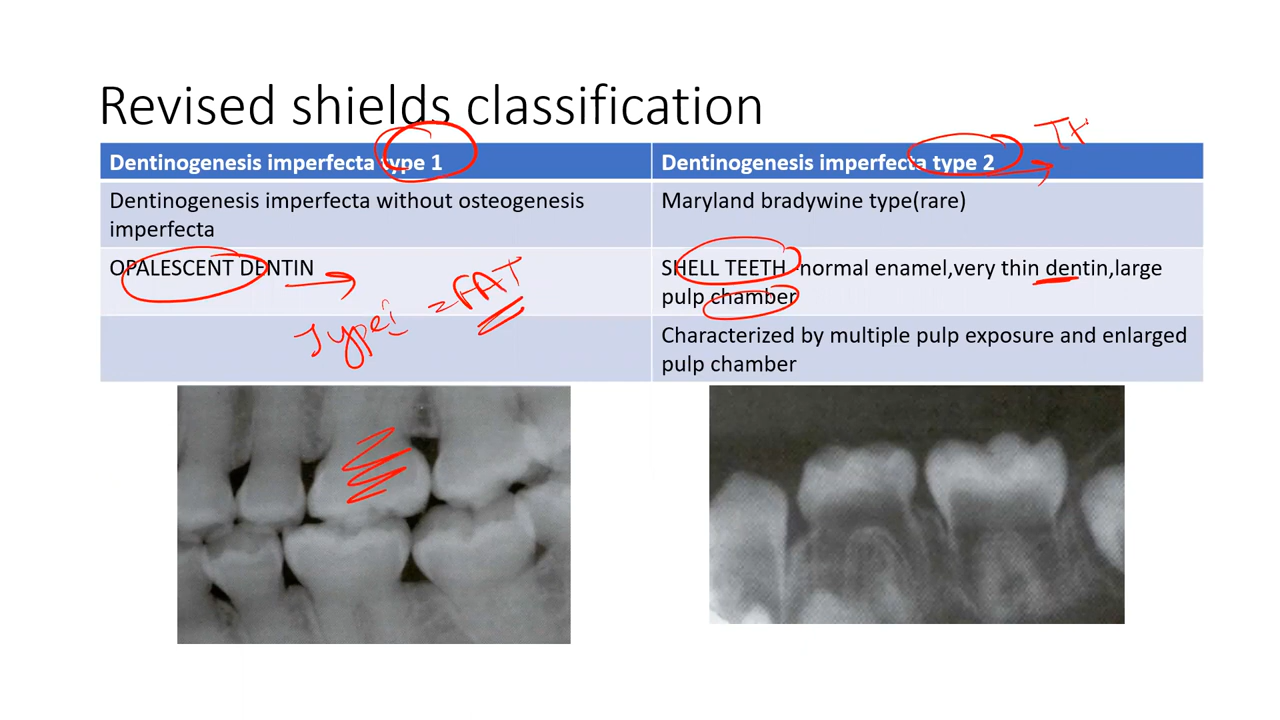 Revised shields classification
Dentinogenesis imperfecta type 1
Dentinogenesis imperfecta type 2
TH
Dentinogenesis imperfecta without osteogenesis
imperfecta
Maryland bradywine type(rare)
OPALESCENT DENTIN
SHELL TEETH -normal enamel,very thin dentin,large
pulp chamber
Type i = FAT
Characterized by multiple pulp exposure and enlarged
pulp chamber